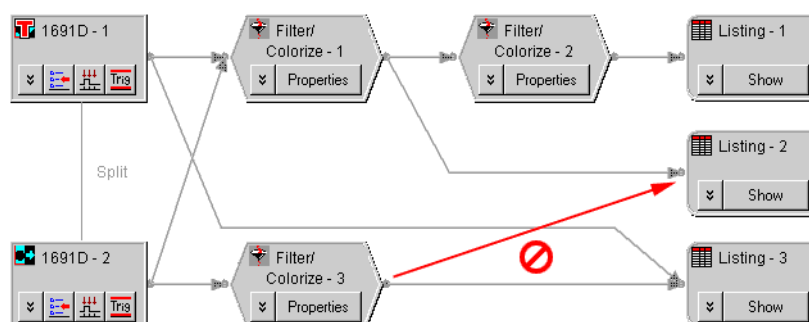 1691D - 1
Trig
Filter/
Colorize - 1
Properties
Filter/
Colorize - 2
Properties
Listing - 1
Show
Split
Listing - 2
Show
1691D - 2
Trig
Filter/
Colorize - 3
Properties
Listing - 3
Show